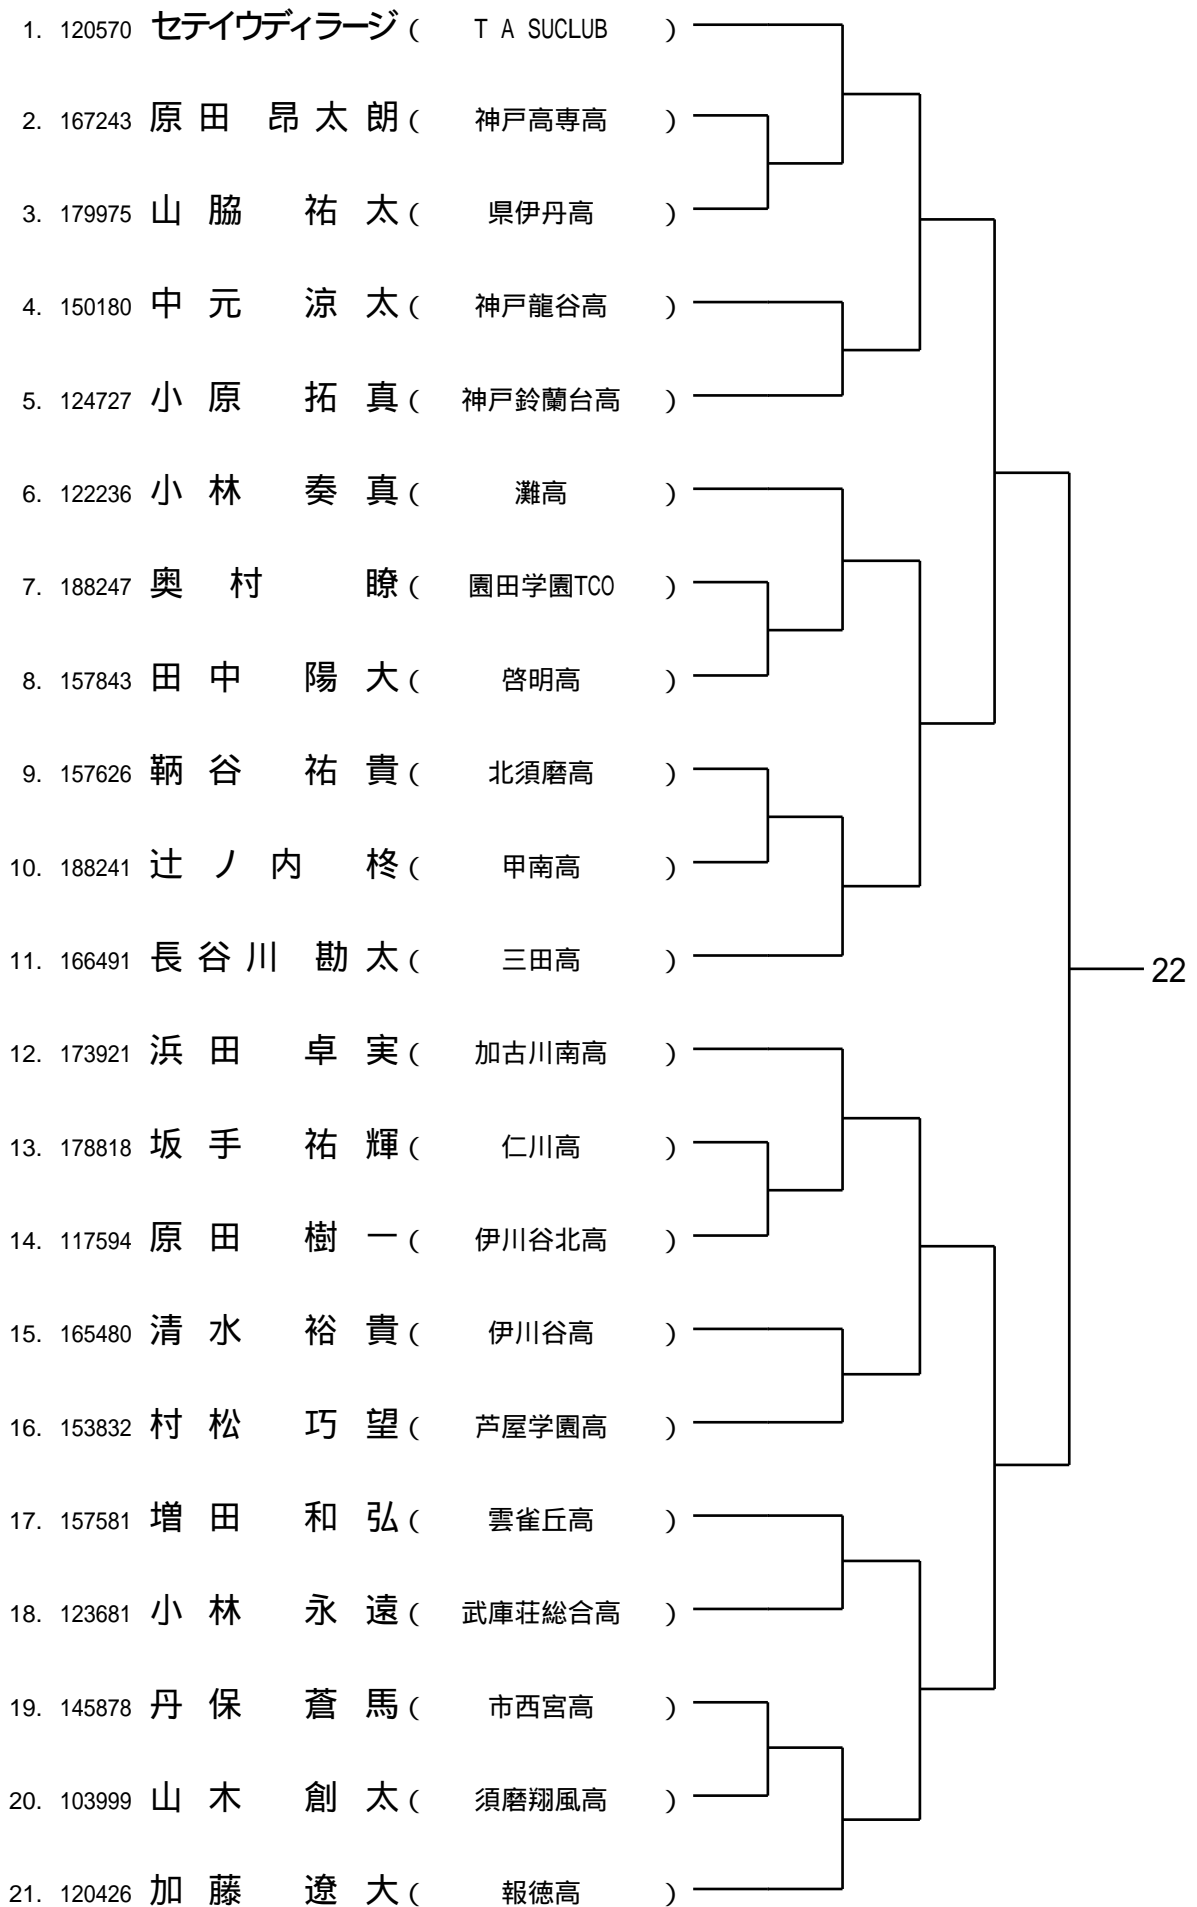 1. 120570 セテイウディラージ ( T A SUCLUB )
2. 167243 原田 昂太朗 ( 神戸高専高 )
3. 179975 山脇 祐太 ( 県伊丹高 )
4. 150180 中元 涼太 ( 神戸龍谷高 )
5. 124727 小原 拓真 ( 神戸鈴蘭台高 )
6. 122236 小林 奏真 ( 灘高 )
7. 188247 奥村 瞭 ( 園田学園TCO )
8. 157843 田中 陽大 ( 啓明高 )
9. 157626 鞆谷 祐貴 ( 北須磨高 )
10. 188241 辻ノ内 柊 ( 甲南高 )
11. 166491 長谷川 勘太 ( 三田高 )
22
12. 173921 浜田 卓実 ( 加古川南高 )
13. 178818 坂手 祐輝 ( 仁川高 )
14. 117594 原田 樹一 ( 伊川谷北高 )
15. 165480 清水 裕貴 ( 伊川谷高 )
16. 153832 村松 巧望 ( 芦屋学園高 )
17. 157581 増田 和弘 ( 雲雀丘高 )
18. 123681 小林 永遠 ( 武庫荘総合高 )
19. 145878 丹保 蒼馬 ( 市西宮高 )
20. 103999 山木 創太 ( 須磨翔風高 )
21. 120426 加藤 遼大 ( 報徳高 )